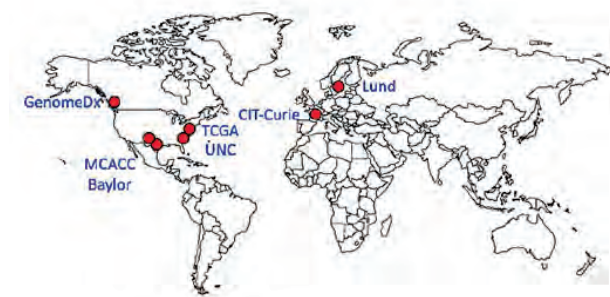 Lund
GenomeDx
CIT-Curie
TCGA
UNC
MCACC
Baylor